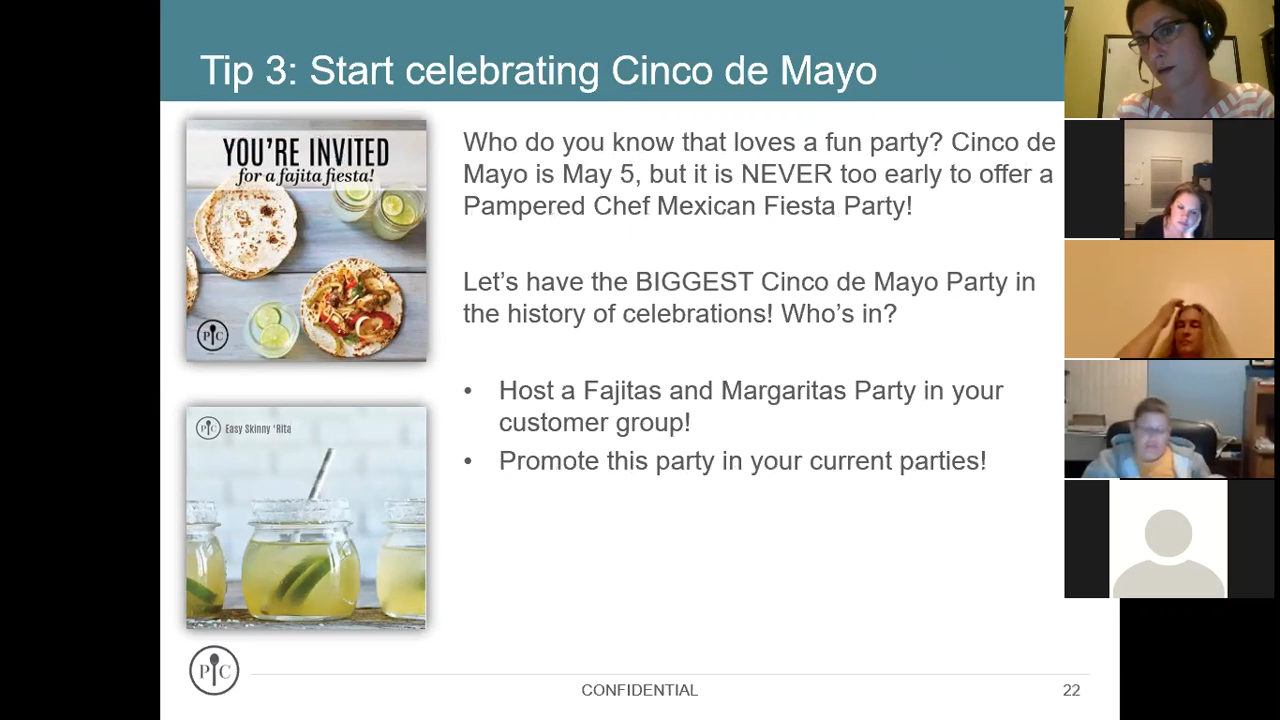 Tip 3: Start celebrating Cinco de Mayo
YOU'RE INVITED
for a fajita fiesta!
PC
Who do you know that loves a fun party? Cinco de
Mayo is May 5, but it is NEVER too early to offer a
Pampered Chef Mexican Fiesta Party!
Let's have the BIGGEST Cinco de Mayo Party in
the history of celebrations! Who's in?
• Host a Fajitas and Margaritas Party in your
customer group!
• Promote this party in your current parties!
PC Easy Skinny 'Rita
PC
CONFIDENTIAL
22